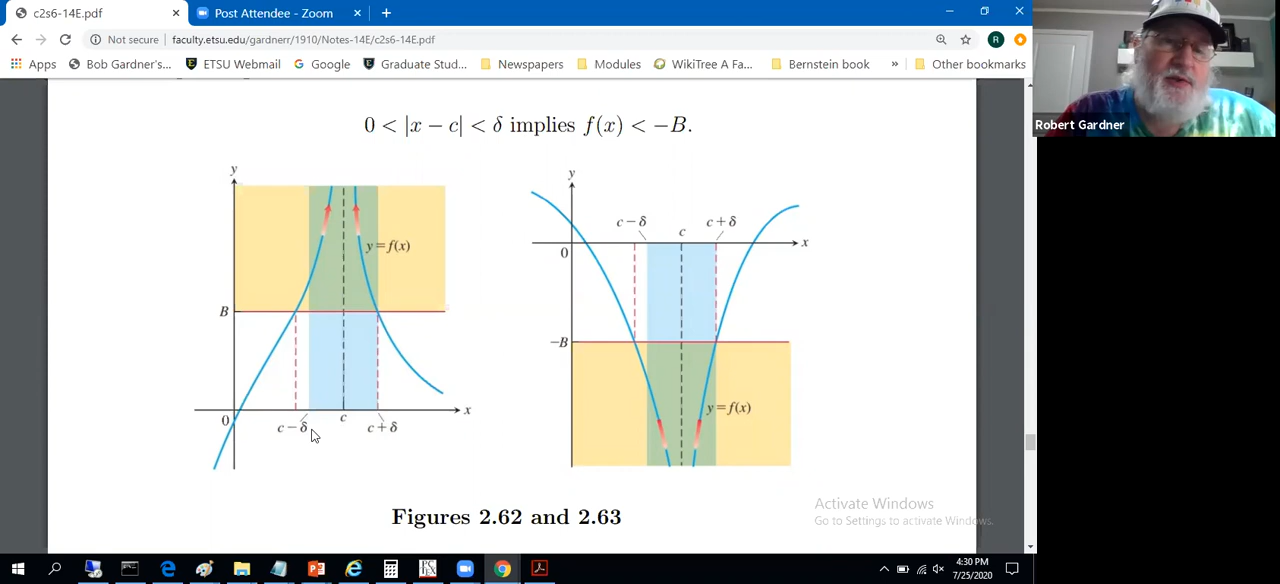 c2s6-14E.pdf
Post Attendee - Zoom
Not secure
faculty.etsu.edu/gardnerr/1910/Notes-14E/c2s6-14E.pdf
R
Apps
Bob Gardner's...
ETSU Webmail
Google
Graduate Stud...
Newspapers
Modules
WikiTree A Fa...
Bernstein book
»
Other bookmarks
0 < |x − c| < δ implies f(x) < −B.
y
y = f(x)
B
0
c − δ
c
c + δ
x
y
c − δ
c
c + δ
x
0
−B
y = f(x)
Figures 2.62 and 2.63
Activate Windows
Go to Settings to activate Windows.
Robert Gardner
4:30 PM
7/25/2020